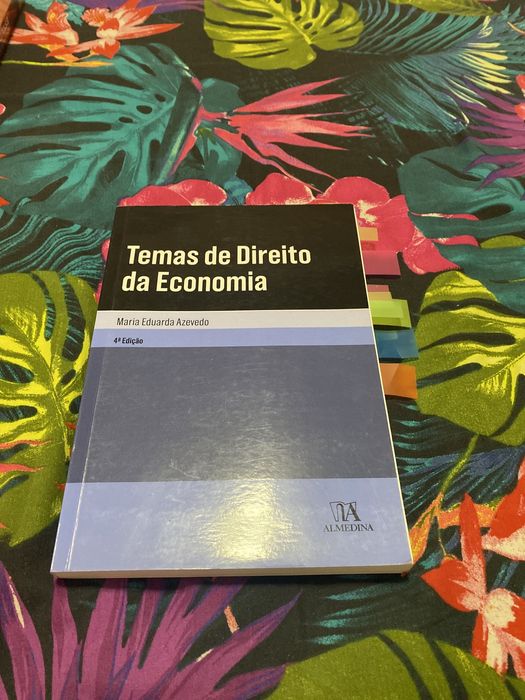 Temas de Direito
da Economia
Maria Eduarda Azevedo
4ª Edição
ALMEDINA